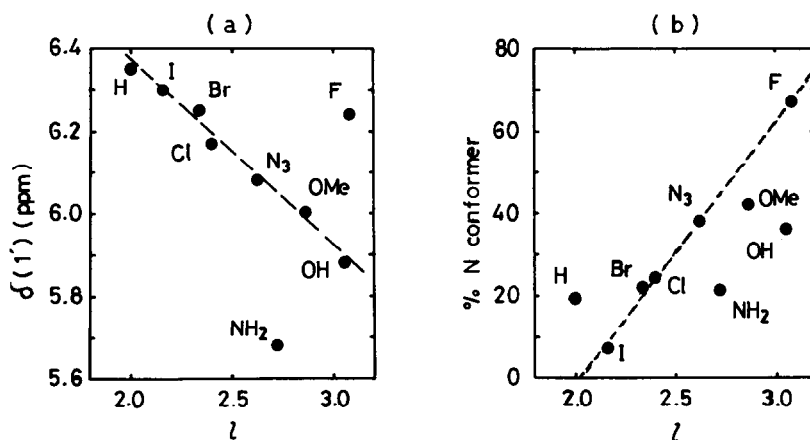 (a)
6.4
6.2
6.0
5.8
5.6
δ(1′) (ppm)
H
I
Br
Cl
F
N₃
OMe
OH
NH₂
2.0
2.5
3.0
l
(b)
80
60
40
20
0
% N conformer
F
N₃
OMe
OH
H
Br
Cl
NH₂
I
2.0
2.5
3.0
l